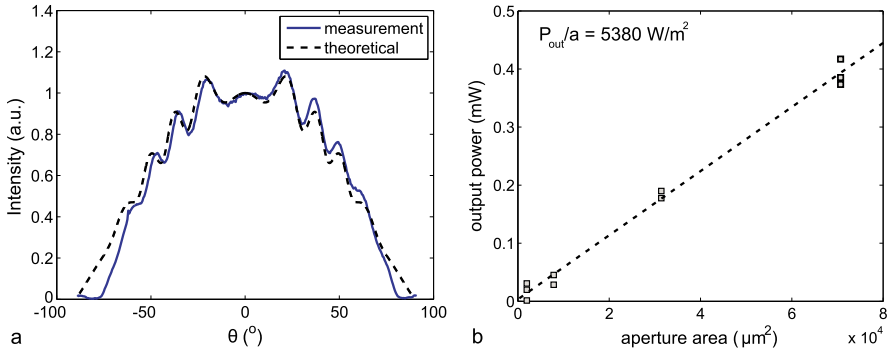 1.4
1.2
1
0.8
0.6
0.4
0.2
0
Intensity (a.u.)
measurement
theoretical
-100
-50
0
50
100
θ (o)
a
0.5
0.4
0.3
0.2
0.1
0
output power (mW)
Pout/a = 5380 W/m2
0
2
4
6
8
aperture area (µm2)
x 104
b